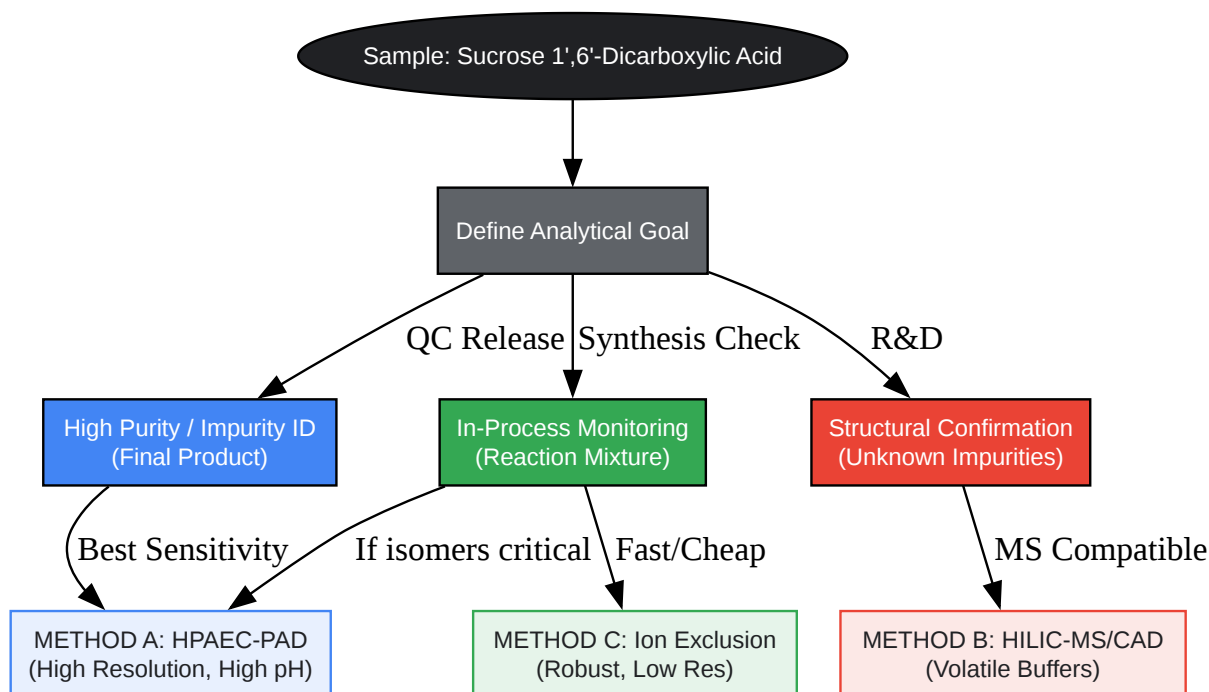 Sample: Sucrose 1',6'-Dicarboxylic Acid
Define Analytical Goal
QC Release
Synthesis Check
R&D
High Purity / Impurity ID
(Final Product)
In-Process Monitoring
(Reaction Mixture)
Structural Confirmation
(Unknown Impurities)
Best Sensitivity
If isomers critical
Fast/Cheap
MS Compatible
METHOD A: HPAEC-PAD
(High Resolution, High pH)
METHOD C: Ion Exclusion
(Robust, Low Res)
METHOD B: HILIC-MS/CAD
(Volatile Buffers)